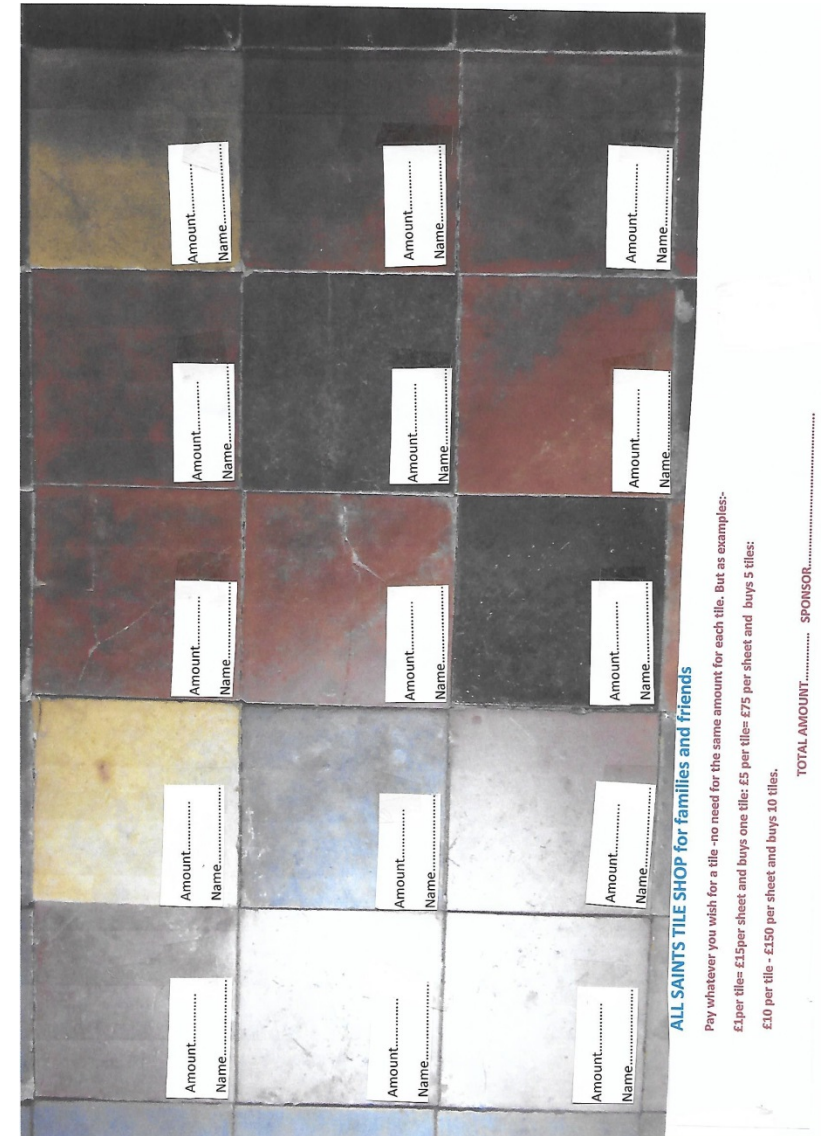 Amount.............
Name........................
Amount.............
Name........................
Amount.............
Name........................
Amount.............
Name........................
Amount.............
Name........................
Amount.............
Name........................
Amount.............
Name........................
Amount.............
Name........................
Amount.............
Name........................
Amount.............
Name........................
Amount.............
Name........................
Amount.............
Name........................
Amount.............
Name........................
Amount.............
Name........................
Amount.............
Name........................
ALL SAINTS TILE SHOP for families and friends
Pay whatever you wish for a tile -no need for the same amount for each tile. But as examples:-
£1per tile= £15per sheet and buys one tile: £5 per tile= £75 per sheet and buys 5 tiles:
£10 per tile - £150 per sheet and buys 10 tiles.
TOTAL AMOUNT.............. SPONSOR.............................................